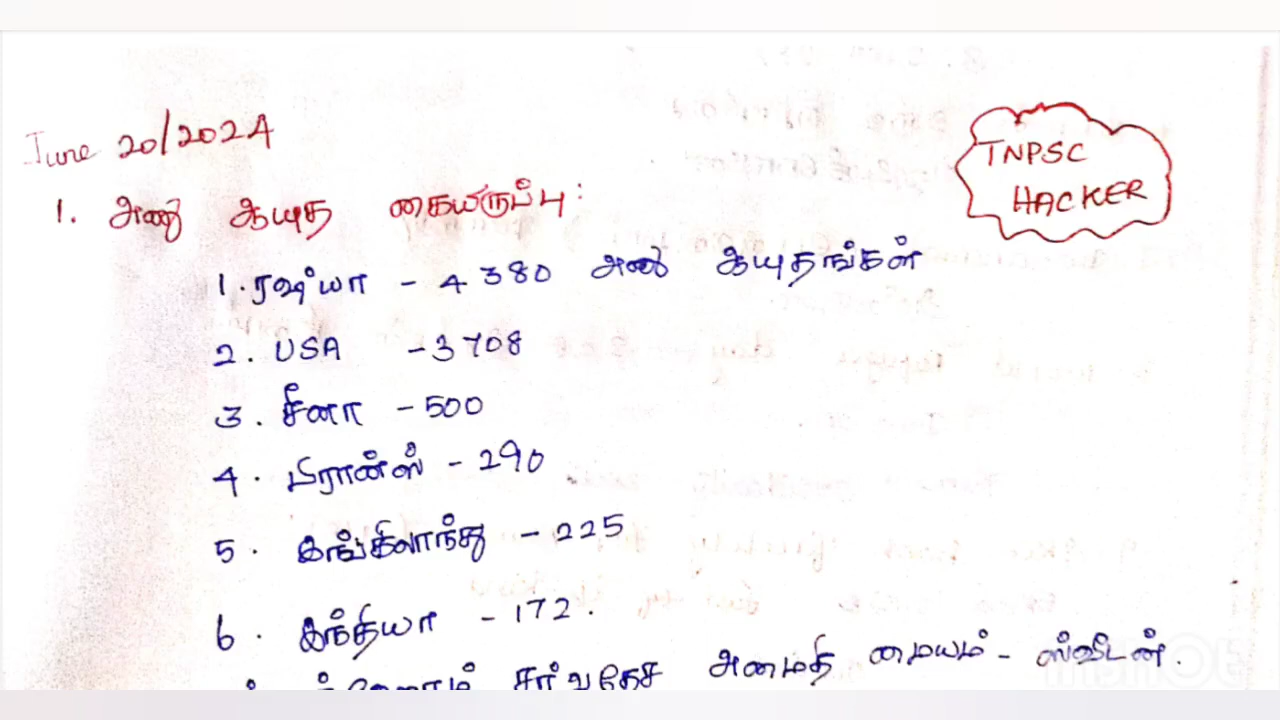 June 20/2024
TNPSC
HACKER
1. அணு ஆயுத கையிருப்பு:
1. ரஷ்யா - 4380 அணு ஆயுதங்கள்
2. USA - 3708
3. சீனா - 500
4. பிரான்ஸ் - 290
5. இங்கிலாந்து - 225
6. இந்தியா - 172.
சர்வதேச அமைதி மையம் - ஸ்வீடன்.